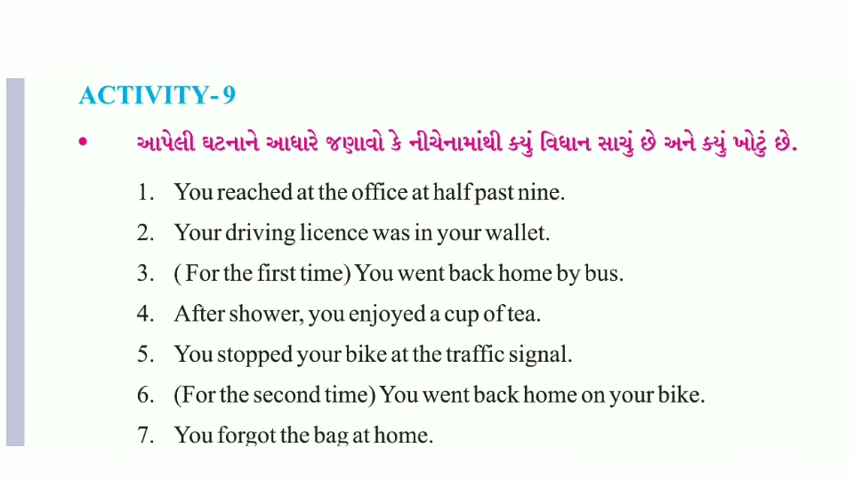 ACTIVITY- 9
• આપેલી ઘટનાને આધારે જણાવો કે નીચેનામાંથી ક્યું વિધાન સાચું છે અને ક્યું ખોટું છે.
1. You reached at the office at half past nine.
2. Your driving licence was in your wallet.
3. ( For the first time) You went back home by bus.
4. After shower, you enjoyed a cup of tea.
5. You stopped your bike at the traffic signal.
6. (For the second time) You went back home on your bike.
7. You forgot the bag at home.